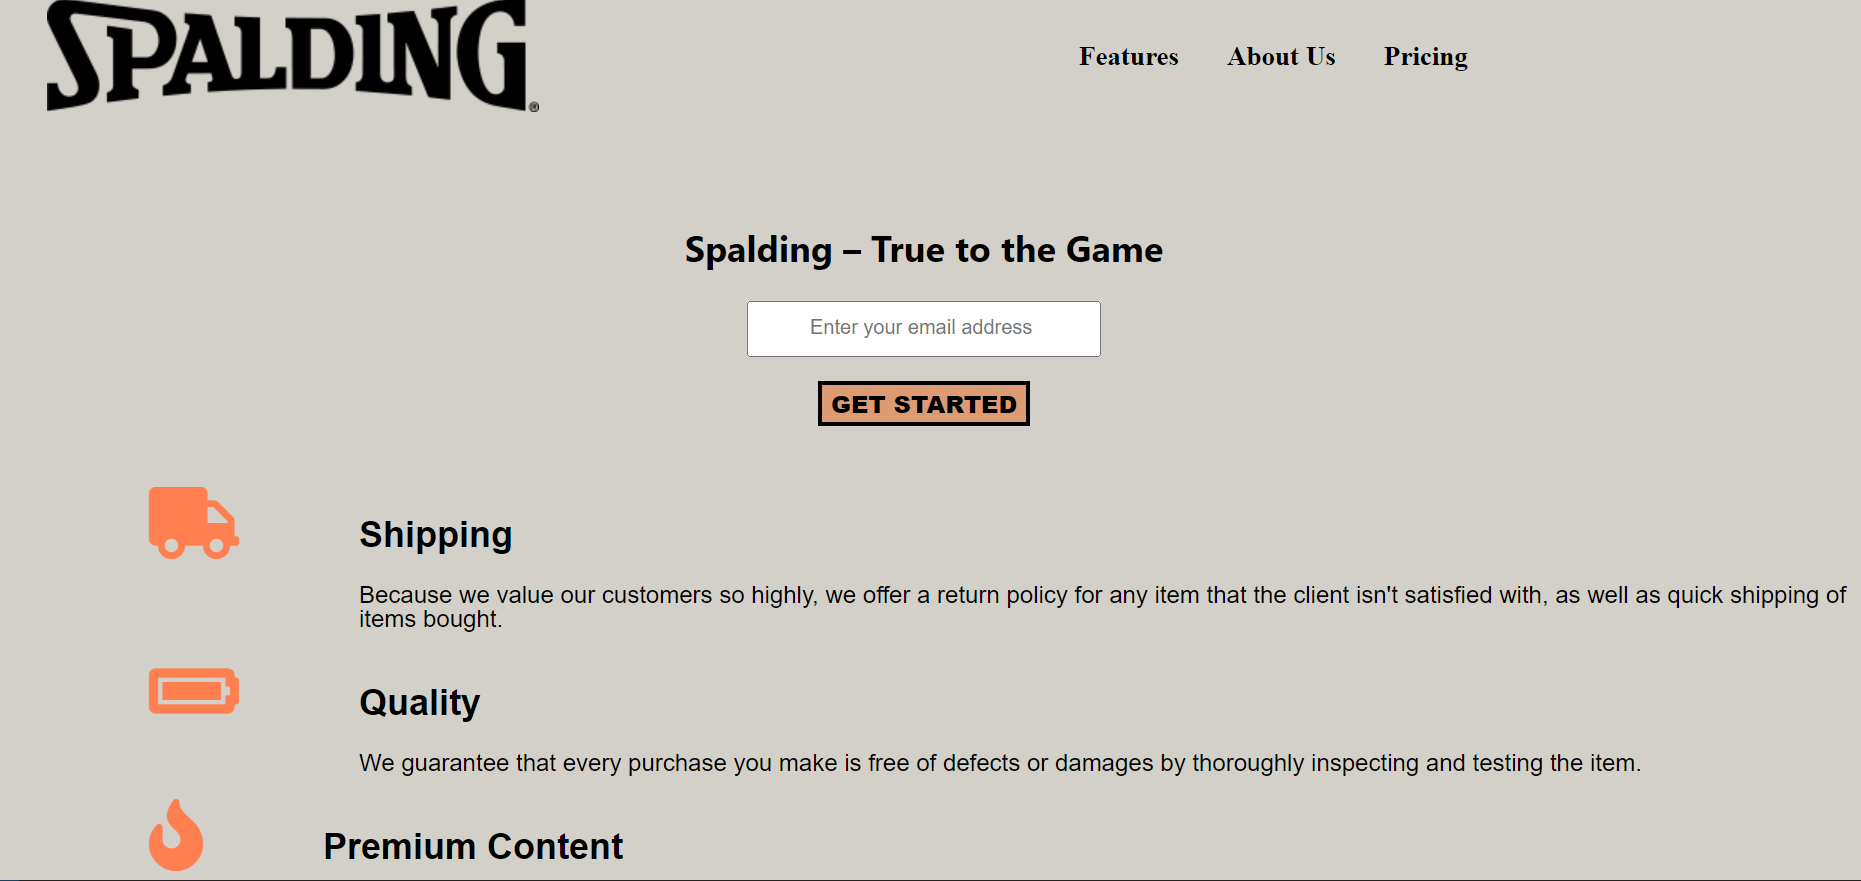 SPALDING®
Features About Us Pricing
Spalding – True to the Game
Enter your email address
GET STARTED
Shipping
Because we value our customers so highly, we offer a return policy for any item that the client isn't satisfied with, as well as quick shipping of
items bought.
Quality
We guarantee that every purchase you make is free of defects or damages by thoroughly inspecting and testing the item.
Premium Content